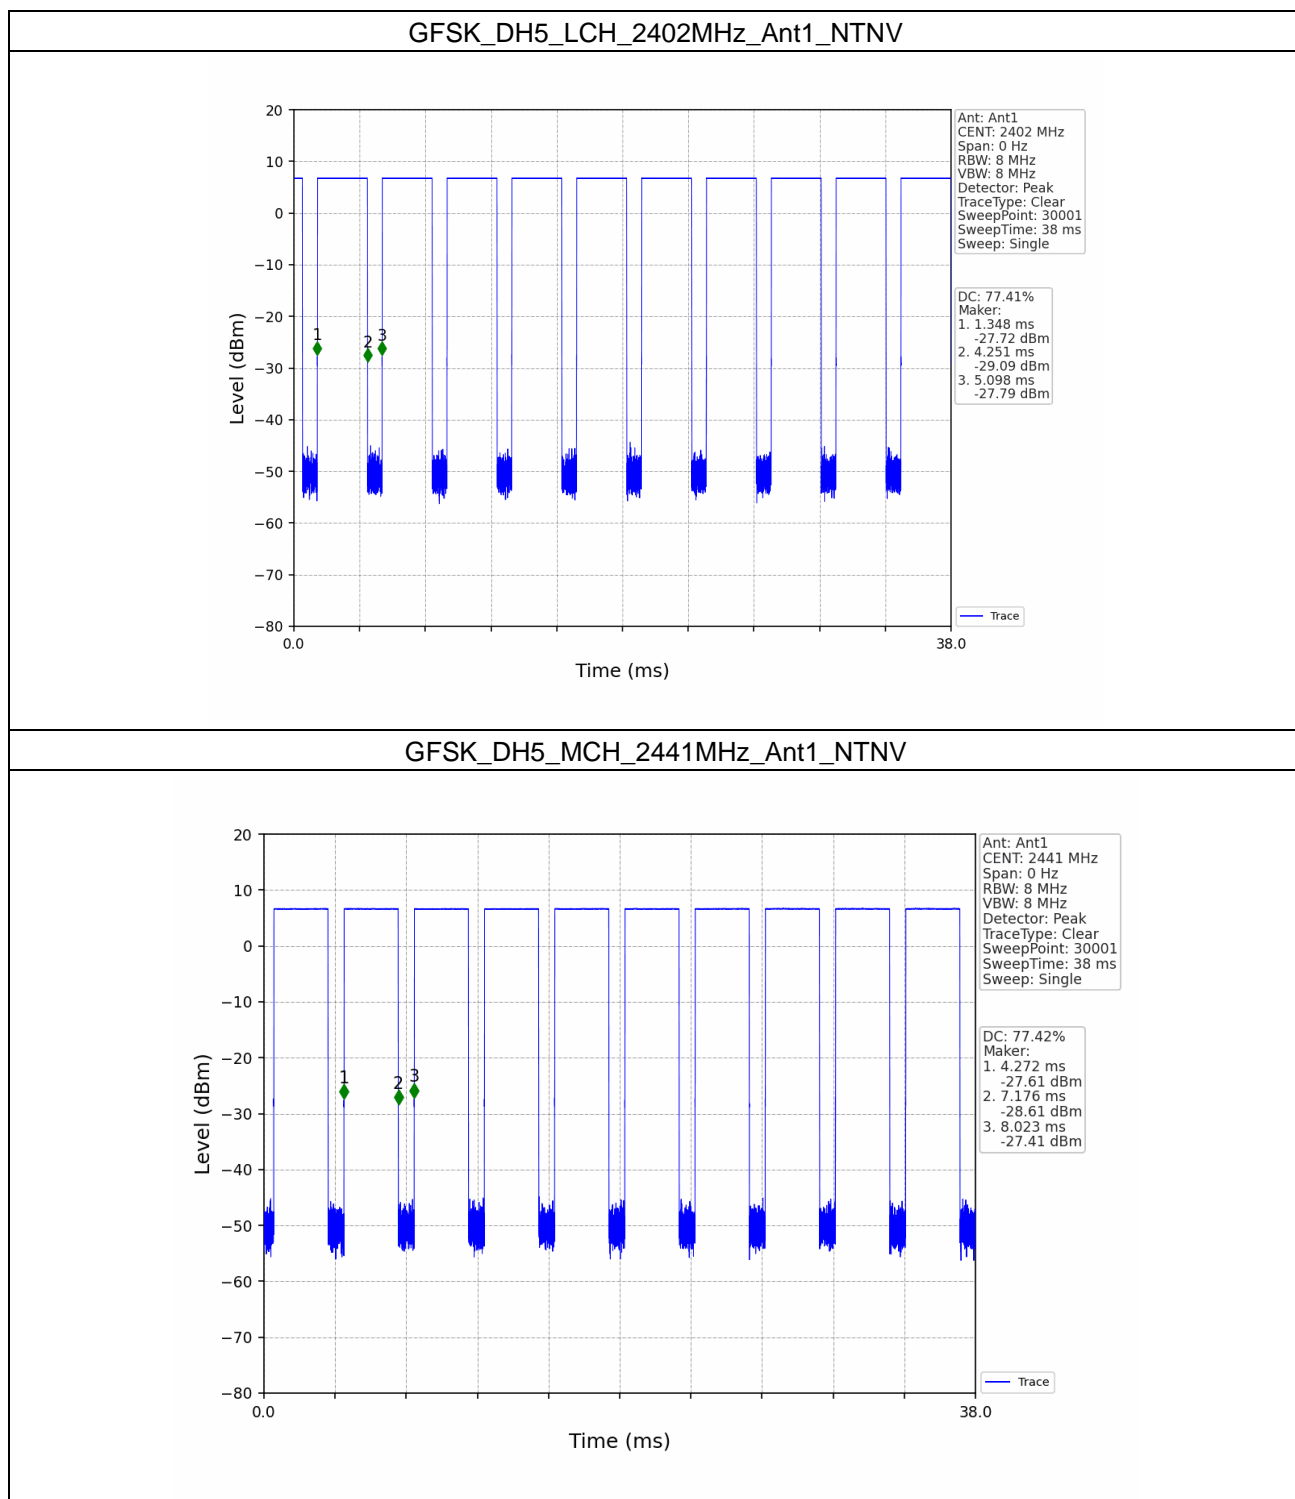 GFSK_DH5_LCH_2402MHz_Ant1_NTNV
20
10
0
−10
−20
−30
−40
−50
−60
−70
−80
Level (dBm)
1
2
3
0.0
38.0
Time (ms)
Ant: Ant1
CENT: 2402 MHz
Span: 0 Hz
RBW: 8 MHz
VBW: 8 MHz
Detector: Peak
TraceType: Clear
SweepPoint: 30001
SweepTime: 38 ms
Sweep: Single
DC: 77.41%
Maker:
1. 1.348 ms
-27.72 dBm
2. 4.251 ms
-29.09 dBm
3. 5.098 ms
-27.79 dBm
Trace
GFSK_DH5_MCH_2441MHz_Ant1_NTNV
20
10
0
−10
−20
−30
−40
−50
−60
−70
−80
Level (dBm)
1
2
3
0.0
38.0
Time (ms)
Ant: Ant1
CENT: 2441 MHz
Span: 0 Hz
RBW: 8 MHz
VBW: 8 MHz
Detector: Peak
TraceType: Clear
SweepPoint: 30001
SweepTime: 38 ms
Sweep: Single
DC: 77.42%
Maker:
1. 4.272 ms
-27.61 dBm
2. 7.176 ms
-28.61 dBm
3. 8.023 ms
-27.41 dBm
Trace